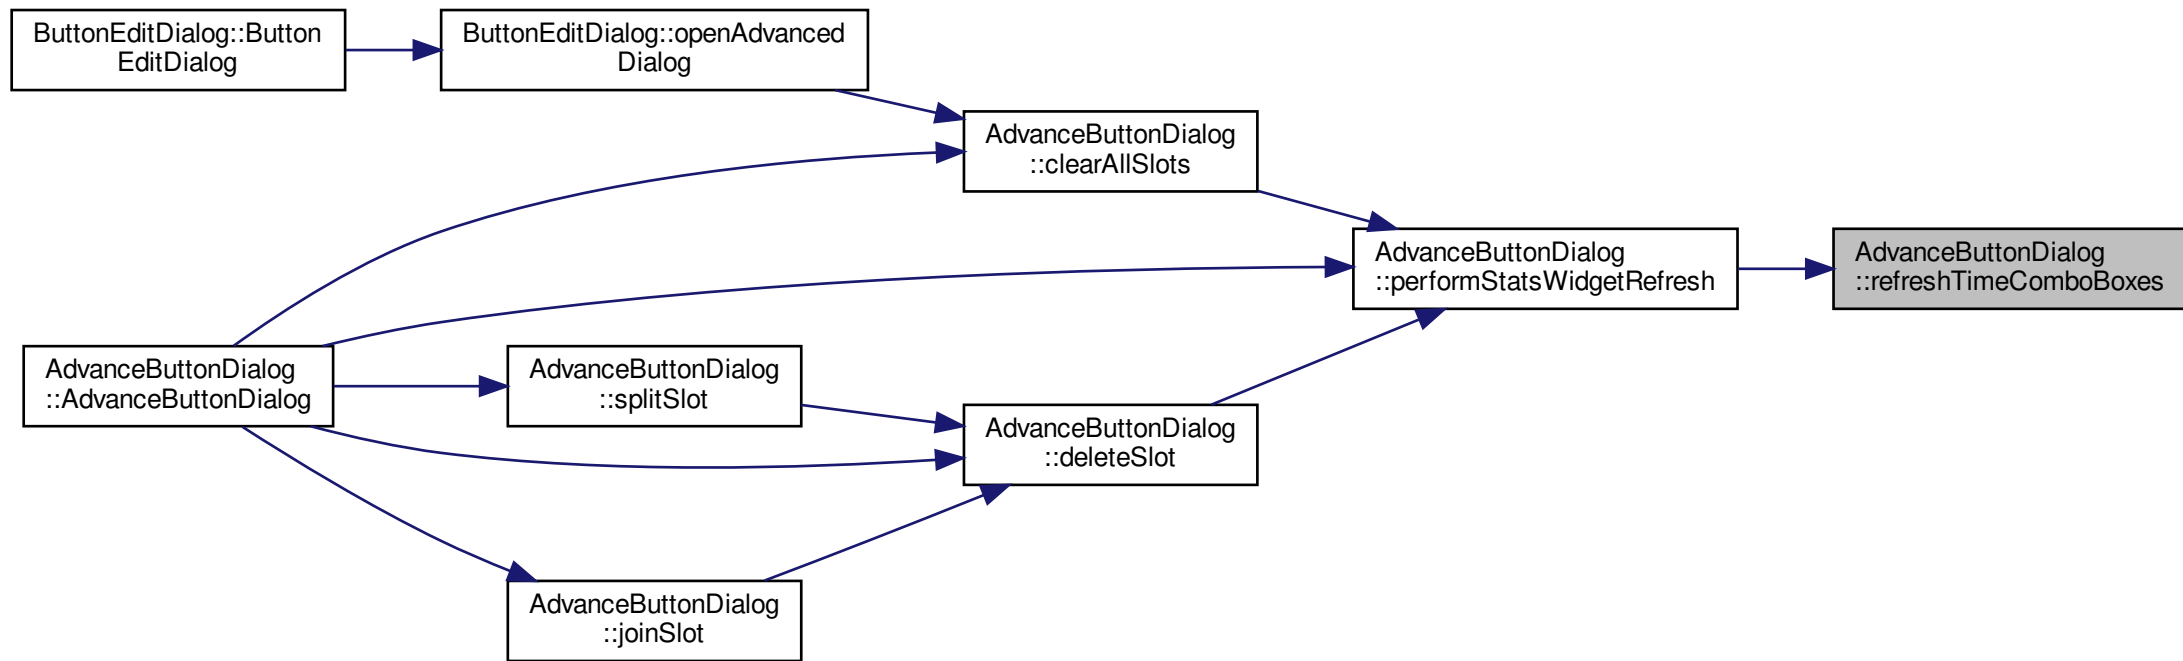 ButtonEditDialog::Button
EditDialog
ButtonEditDialog::openAdvanced
Dialog
AdvanceButtonDialog
::clearAllSlots
AdvanceButtonDialog
::performStatsWidgetRefresh
AdvanceButtonDialog
::refreshTimeComboBoxes
AdvanceButtonDialog
::AdvanceButtonDialog
AdvanceButtonDialog
::splitSlot
AdvanceButtonDialog
::deleteSlot
AdvanceButtonDialog
::joinSlot